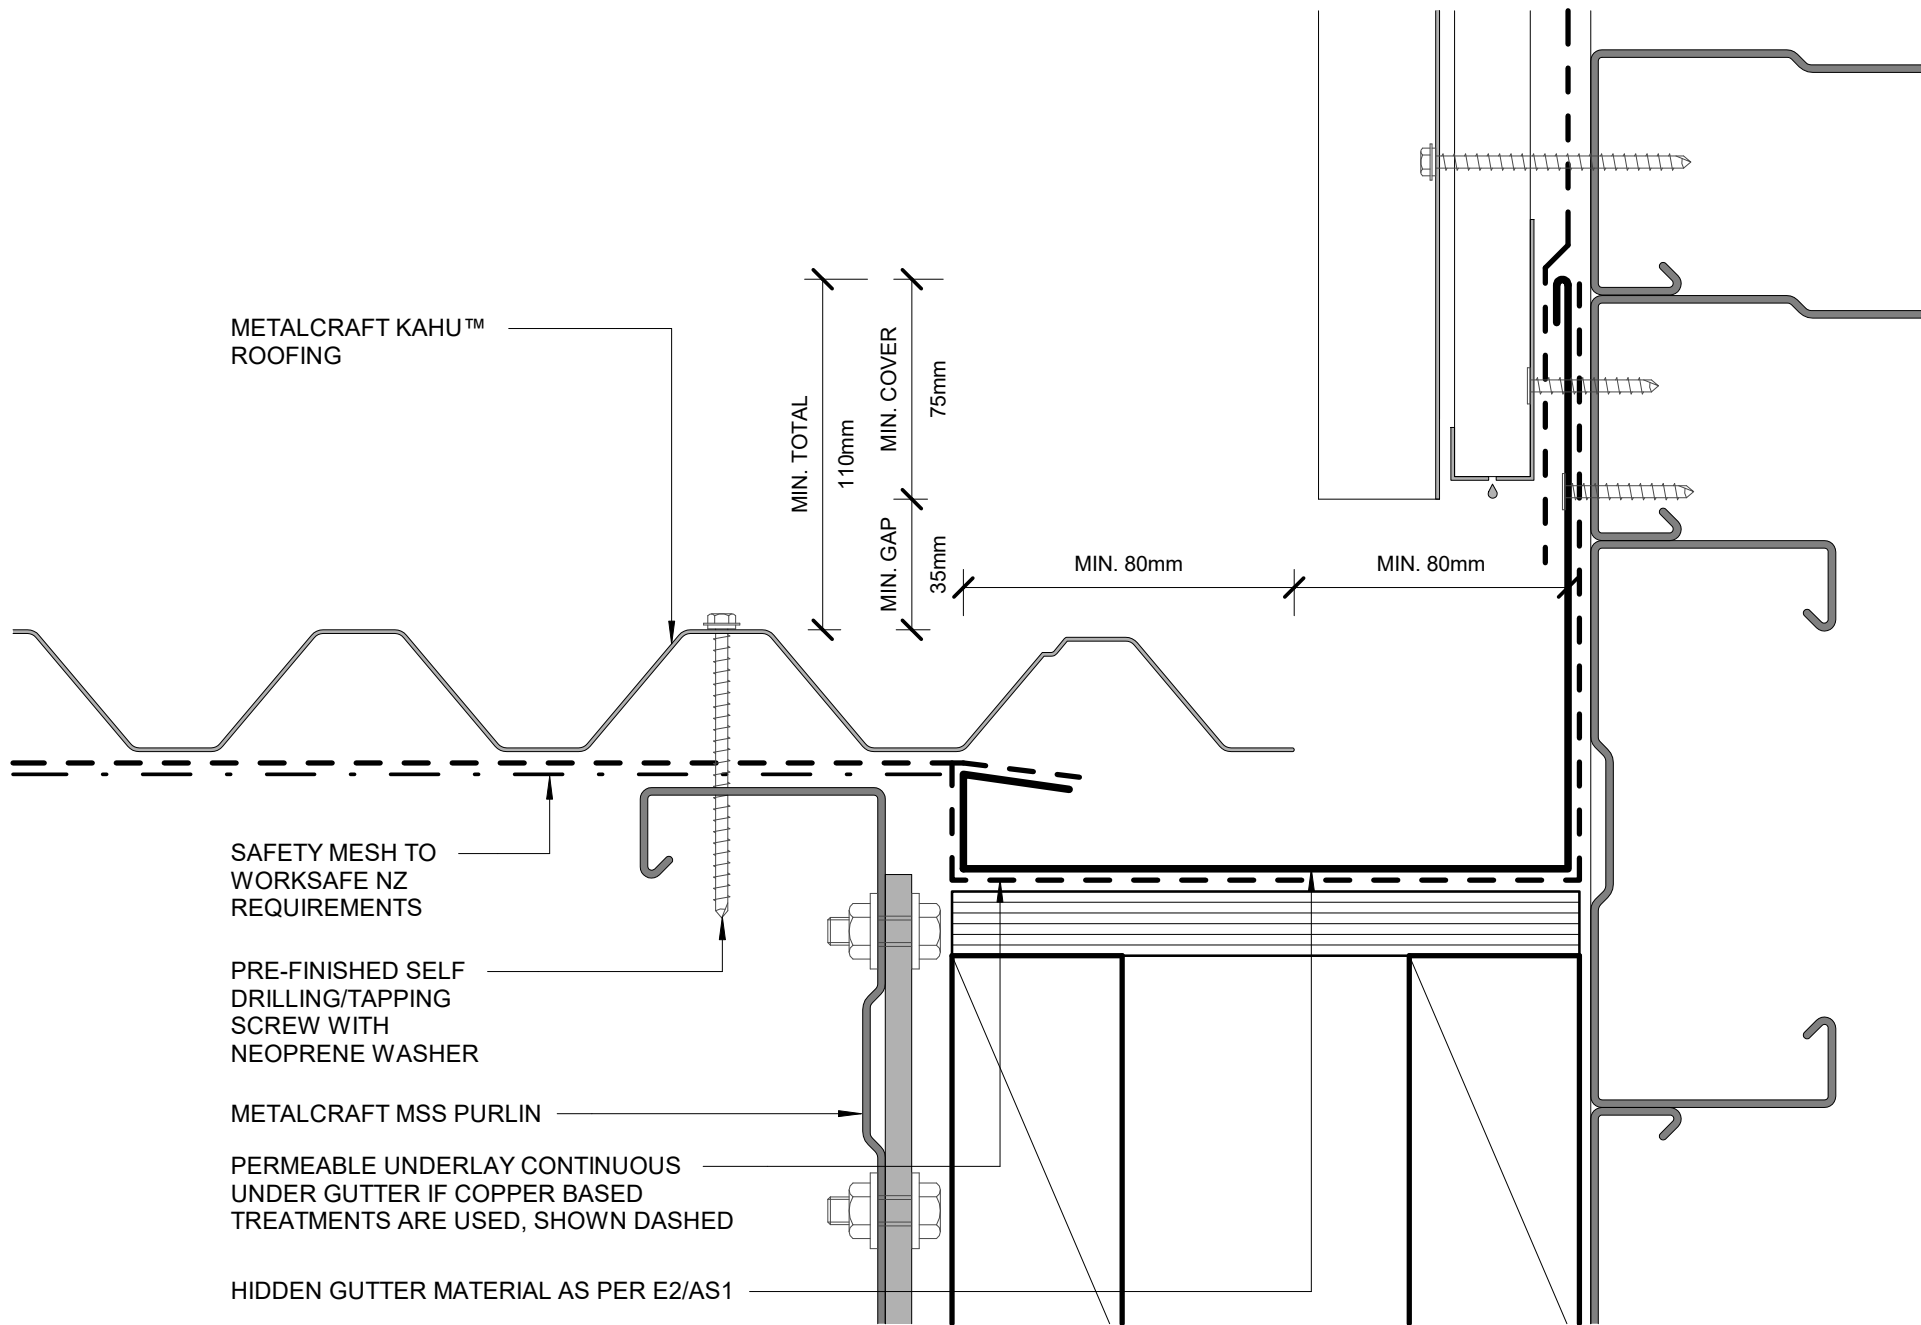 METALCRAFT KAHU™
ROOFING
MIN. TOTAL
110mm
MIN. COVER
75mm
MIN. GAP
35mm
MIN. 80mm
MIN. 80mm
SAFETY MESH TO
WORKSAFE NZ
REQUIREMENTS
PRE-FINISHED SELF
DRILLING/TAPPING
SCREW WITH
NEOPRENE WASHER
METALCRAFT MSS PURLIN
PERMEABLE UNDERLAY CONTINUOUS
UNDER GUTTER IF COPPER BASED
TREATMENTS ARE USED, SHOWN DASHED
HIDDEN GUTTER MATERIAL AS PER E2/AS1